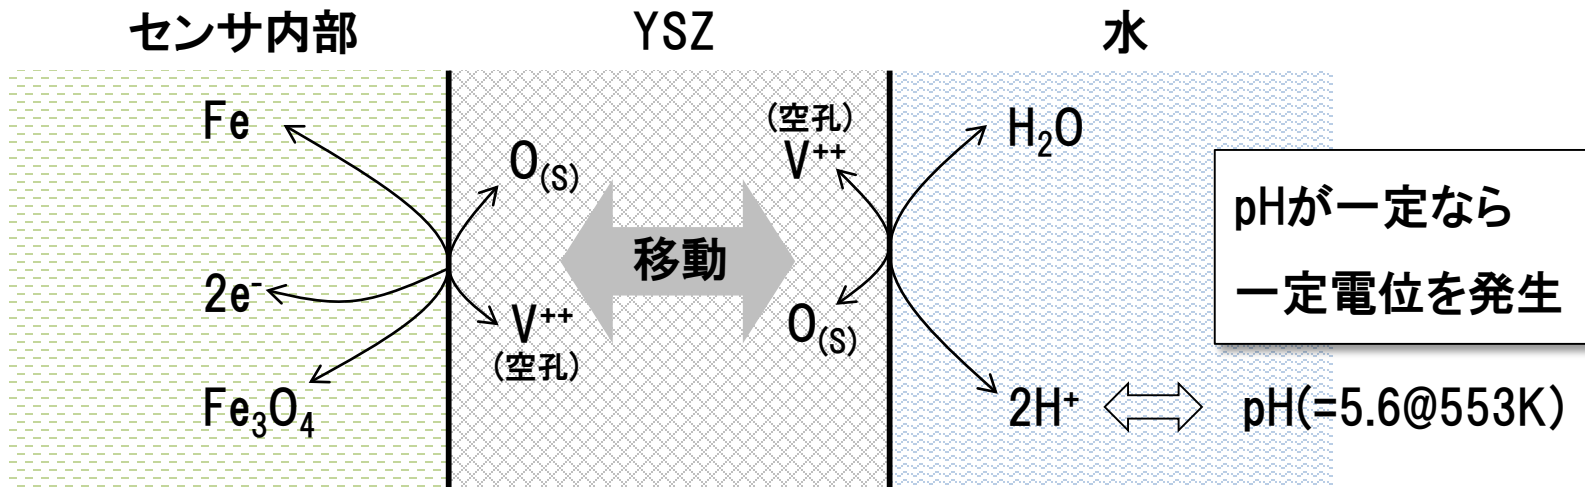 センサ内部
YSZ
水
Fe
2e⁻
Fe₃O₄
O₍S₎
V⁺⁺
(空孔)
移動
(空孔)
V⁺⁺
O₍S₎
H₂O
2H⁺
pH(=5.6@553K)
pHが一定なら
一定電位を発生